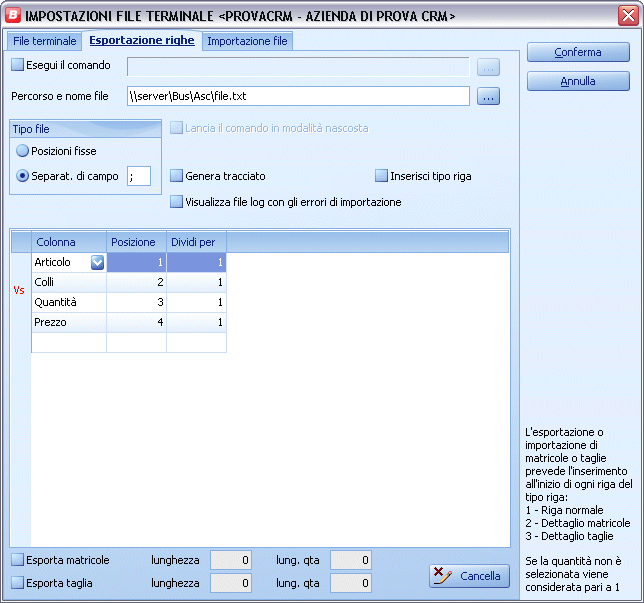 B IMPOSTAZIONI FILE TERMINALE <PROVACRM - AZIENDA DI PROVA CRM>
File terminale Esportazione righe Importazione file
Conferma
Annulla
Esegui il comando ...
Percorso e nome file \\server\Bus\Asc\file.txt ...
Tipo file
Lancia il comando in modalità nascosta
Posizioni fisse
Separat. di campo ;
Genera tracciato Inserisci tipo riga
Visualizza file log con gli errori di importazione
Colonna Posizione Dividi per
Articolo 1 1
Colli 2 1
Vs
Quantità 3 1
Prezzo 4 1
L'esportazione o
importazione di
matricole o taglie
prevede l'inserimento
all'inizio di ogni riga del
tipo riga:
1 - Riga normale
2 - Dettaglio matricole
3 - Dettaglio taglie
Se la quantità non è
selezionata viene
considerata pari a 1
Esporta matricole lunghezza 0 lung. qta 0
Esporta taglia lunghezza 0 lung. qta 0
Cancella